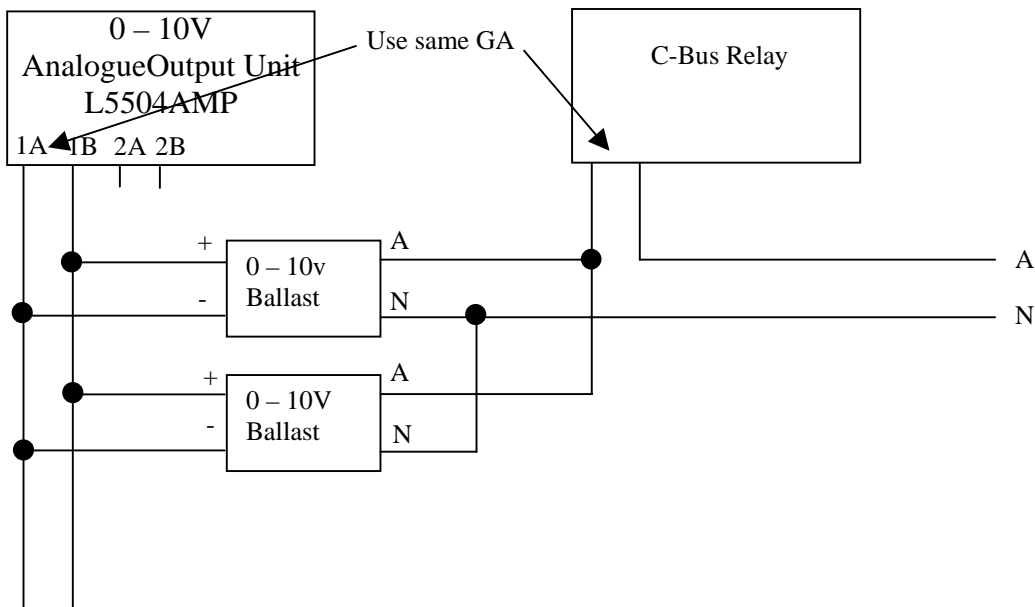 0 – 10V
AnalogueOutput Unit
L5504AMP
1A 1B 2A 2B
Use same GA
C-Bus Relay
+
-
0 – 10v
Ballast
A
N
A
N
+
-
0 – 10V
Ballast
A
N